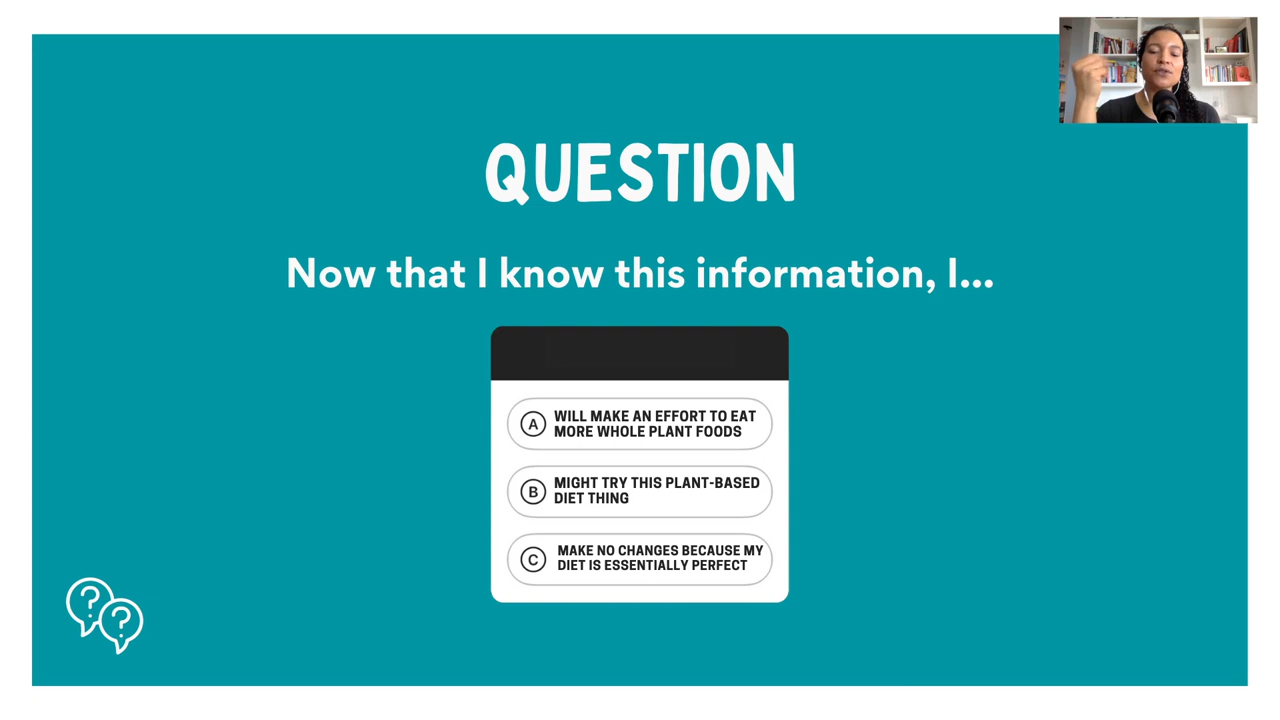 QUESTION
Now that I know this information, I...
A WILL MAKE AN EFFORT TO EAT
MORE WHOLE PLANT FOODS
B MIGHT TRY THIS PLANT-BASED
DIET THING
C MAKE NO CHANGES BECAUSE MY
DIET IS ESSENTIALLY PERFECT
? ?